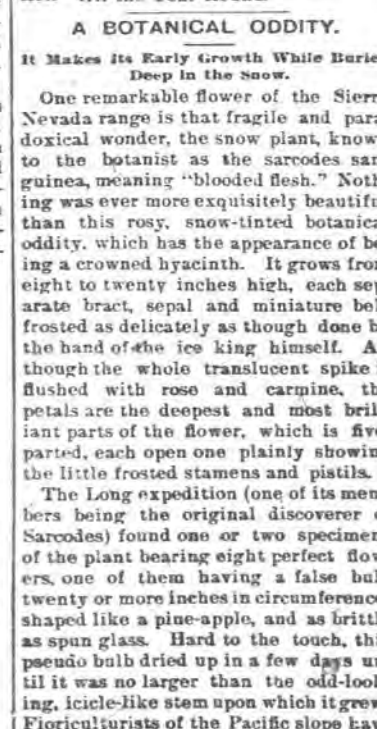 A BOTANICAL ODDITY.
It Makes Its Early Growth While Burie
Deep in the Snow.
One remarkable flower of the Sierr
Nevada range is that fragile and para
doxical wonder, the snow plant, know
to the botanist as the sarcodes san
guinea, meaning "blooded flesh." Noth
ing was ever more exquisitely beautifu
than this rosy, snow-tinted botanica
oddity, which has the appearance of be
ing a crowned hyacinth. It grows from
eight to twenty inches high, each sep
arate bract, sepal and miniature bel
frosted as delicately as though done b
the hand of the ice king himself. A
though the whole translucent spike i
flushed with rose and carmine, th
petals are the deepest and most bril
iant parts of the flower, which is five
parted, each open one plainly showin
the little frosted stamens and pistils.
The Long expedition (one of its mem
bers being the original discoverer o
Sarcodes) found one or two specimen
of the plant bearing eight perfect flow
ers, one of them having a false bul
twenty or more inches in circumference
shaped like a pine-apple, and as brittl
as spun glass. Hard to the touch, thi
pseudo bulb dried up in a few days un
til it was no larger than the odd-look
ing, icicle-like stem upon which it grew
Floriculturists of the Pacific slope hav